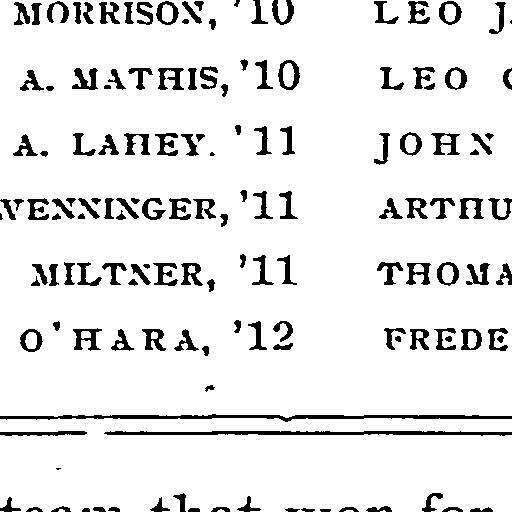 MORRISON, '10 LEO J.
A. MATHIS, '10 LEO C
A. LAHEY. '11 JOHN
WENNINGER, '11 ARTHU
MILTNER, '11 THOMA
O'HARA, '12 FREDE
team that won for